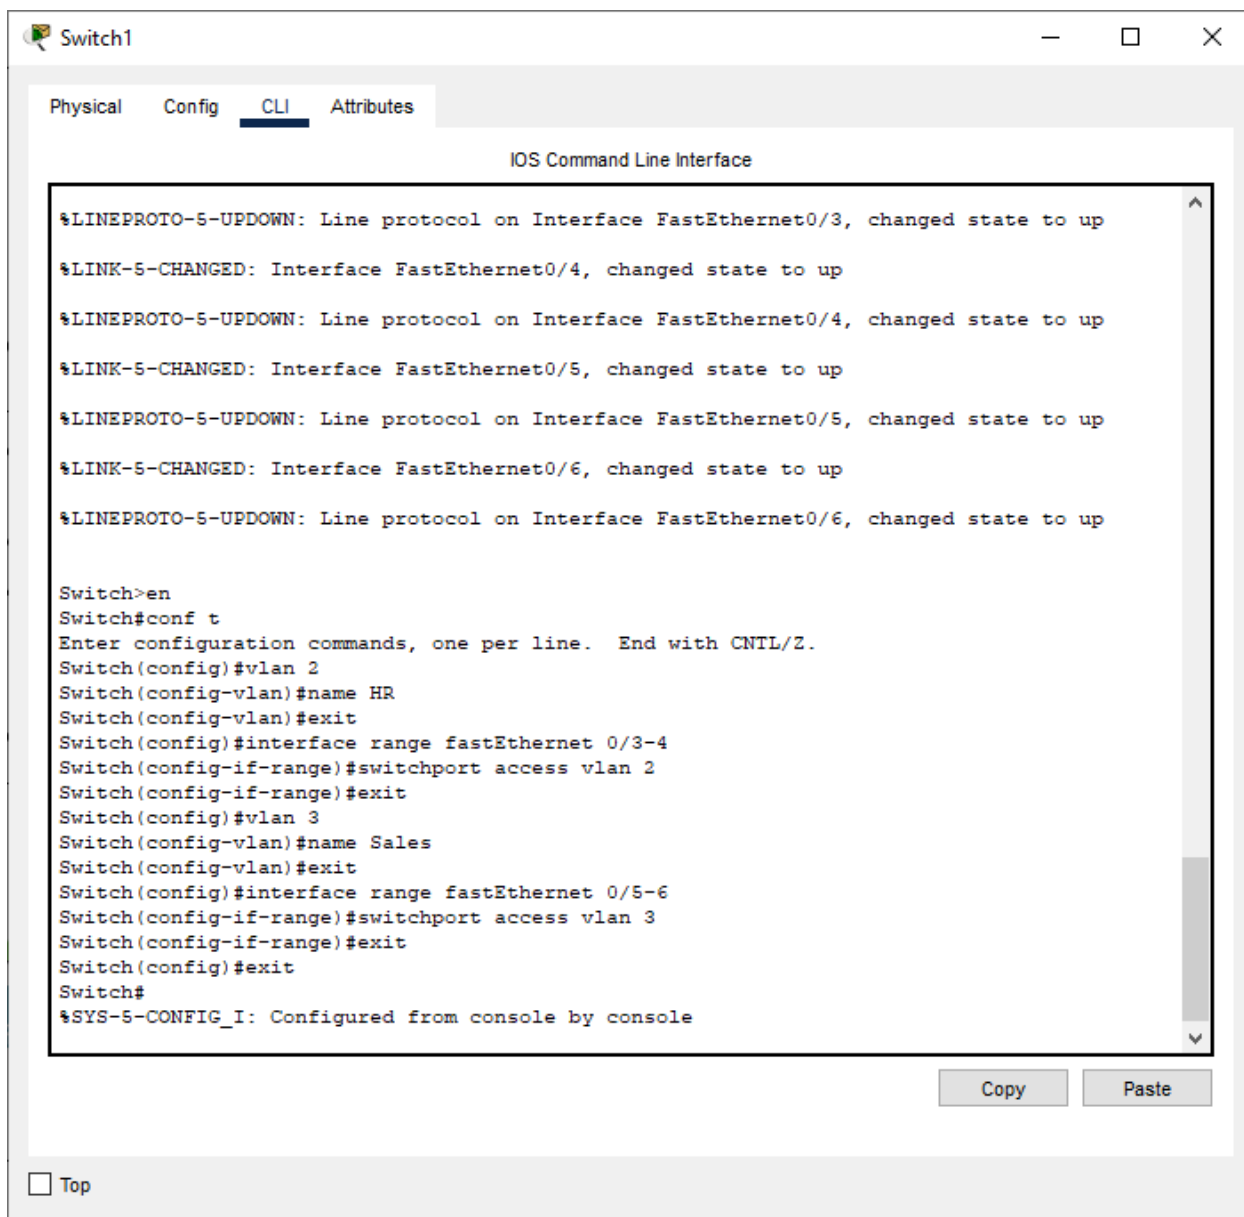 Switch1
Physical Config CLI Attributes
IOS Command Line Interface
%LINEPROTO-5-UPDOWN: Line protocol on Interface FastEthernet0/3, changed state to up
%LINK-5-CHANGED: Interface FastEthernet0/4, changed state to up
%LINEPROTO-5-UPDOWN: Line protocol on Interface FastEthernet0/4, changed state to up
%LINK-5-CHANGED: Interface FastEthernet0/5, changed state to up
%LINEPROTO-5-UPDOWN: Line protocol on Interface FastEthernet0/5, changed state to up
%LINK-5-CHANGED: Interface FastEthernet0/6, changed state to up
%LINEPROTO-5-UPDOWN: Line protocol on Interface FastEthernet0/6, changed state to up
Switch>en
Switch#conf t
Enter configuration commands, one per line.  End with CNTL/Z.
Switch(config)#vlan 2
Switch(config-vlan)#name HR
Switch(config-vlan)#exit
Switch(config)#interface range fastEthernet 0/3-4
Switch(config-if-range)#switchport access vlan 2
Switch(config-if-range)#exit
Switch(config)#vlan 3
Switch(config-vlan)#name Sales
Switch(config-vlan)#exit
Switch(config)#interface range fastEthernet 0/5-6
Switch(config-if-range)#switchport access vlan 3
Switch(config-if-range)#exit
Switch(config)#exit
Switch#
%SYS-5-CONFIG_I: Configured from console by console
Copy Paste
Top